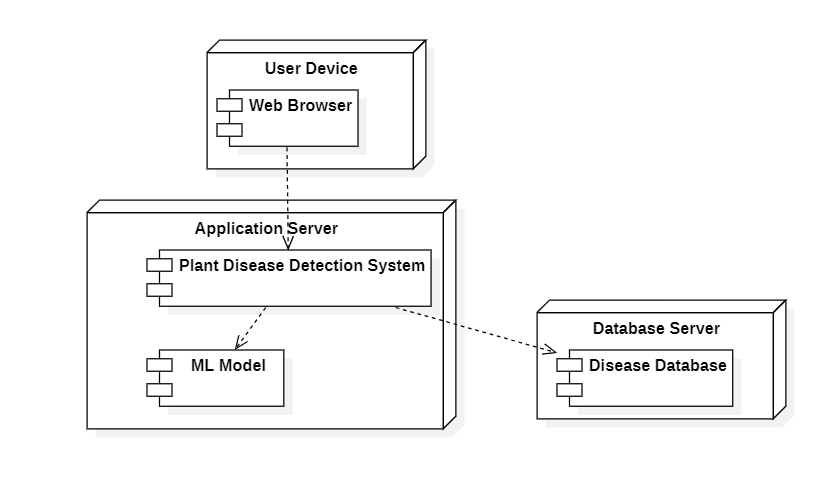 User Device
Web Browser
Application Server
Plant Disease Detection System
ML Model
Database Server
Disease Database